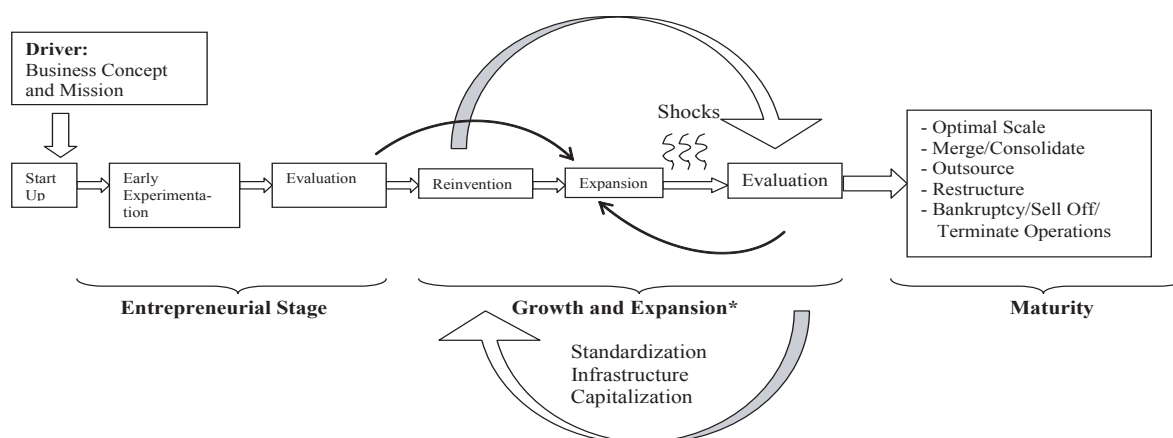 Driver:
Business Concept
and Mission
Shocks
Start
Up
Early
Experimenta-
tion
Evaluation
Reinvention
Expansion
Evaluation
- Optimal Scale
- Merge/Consolidate
- Outsource
- Restructure
- Bankruptcy/Sell Off/
Terminate Operations
Entrepreneurial Stage
Growth and Expansion*
Maturity
Standardization
Infrastructure
Capitalization